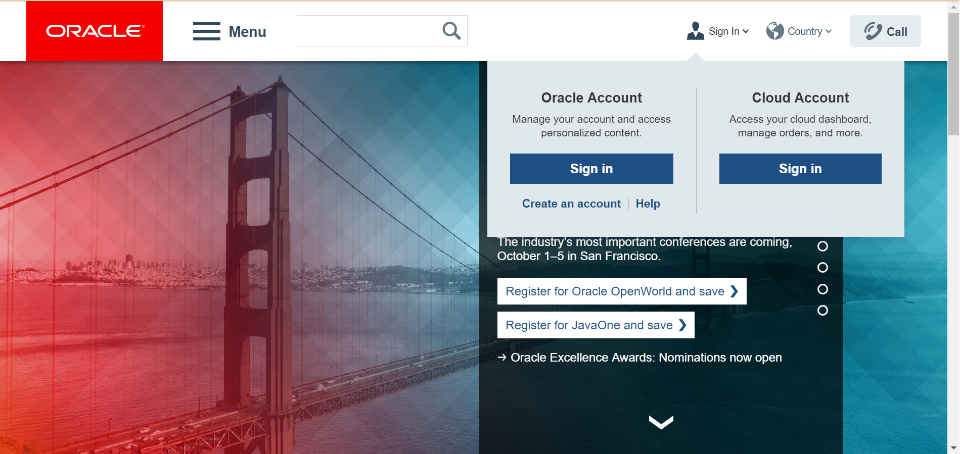 ORACLE
Menu
Sign In
Country
Call
Oracle Account
Manage your account and access
personalized content.
Sign in
Create an account | Help
Cloud Account
Access your cloud dashboard,
manage orders, and more.
Sign in
The industry's most important conferences are coming,
October 1–5 in San Francisco.
Register for Oracle OpenWorld and save
Register for JavaOne and save
Oracle Excellence Awards: Nominations now open